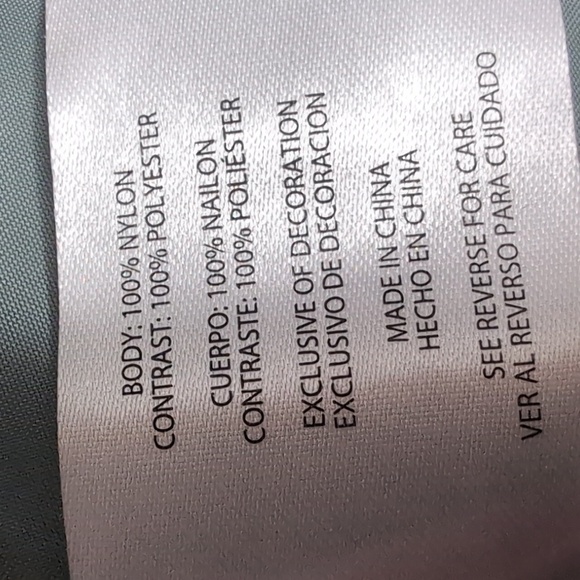 BODY: 100% NYLON
CONTRAST: 100% POLYESTER
CUERPO: 100% NAILON
CONTRASTE: 100% POLIÉSTER
EXCLUSIVE OF DECORATION
EXCLUSIVO DE DECORACION
MADE IN CHINA
HECHO EN CHINA
SEE REVERSE FOR CARE
VER AL REVERSO PARA CUIDADO